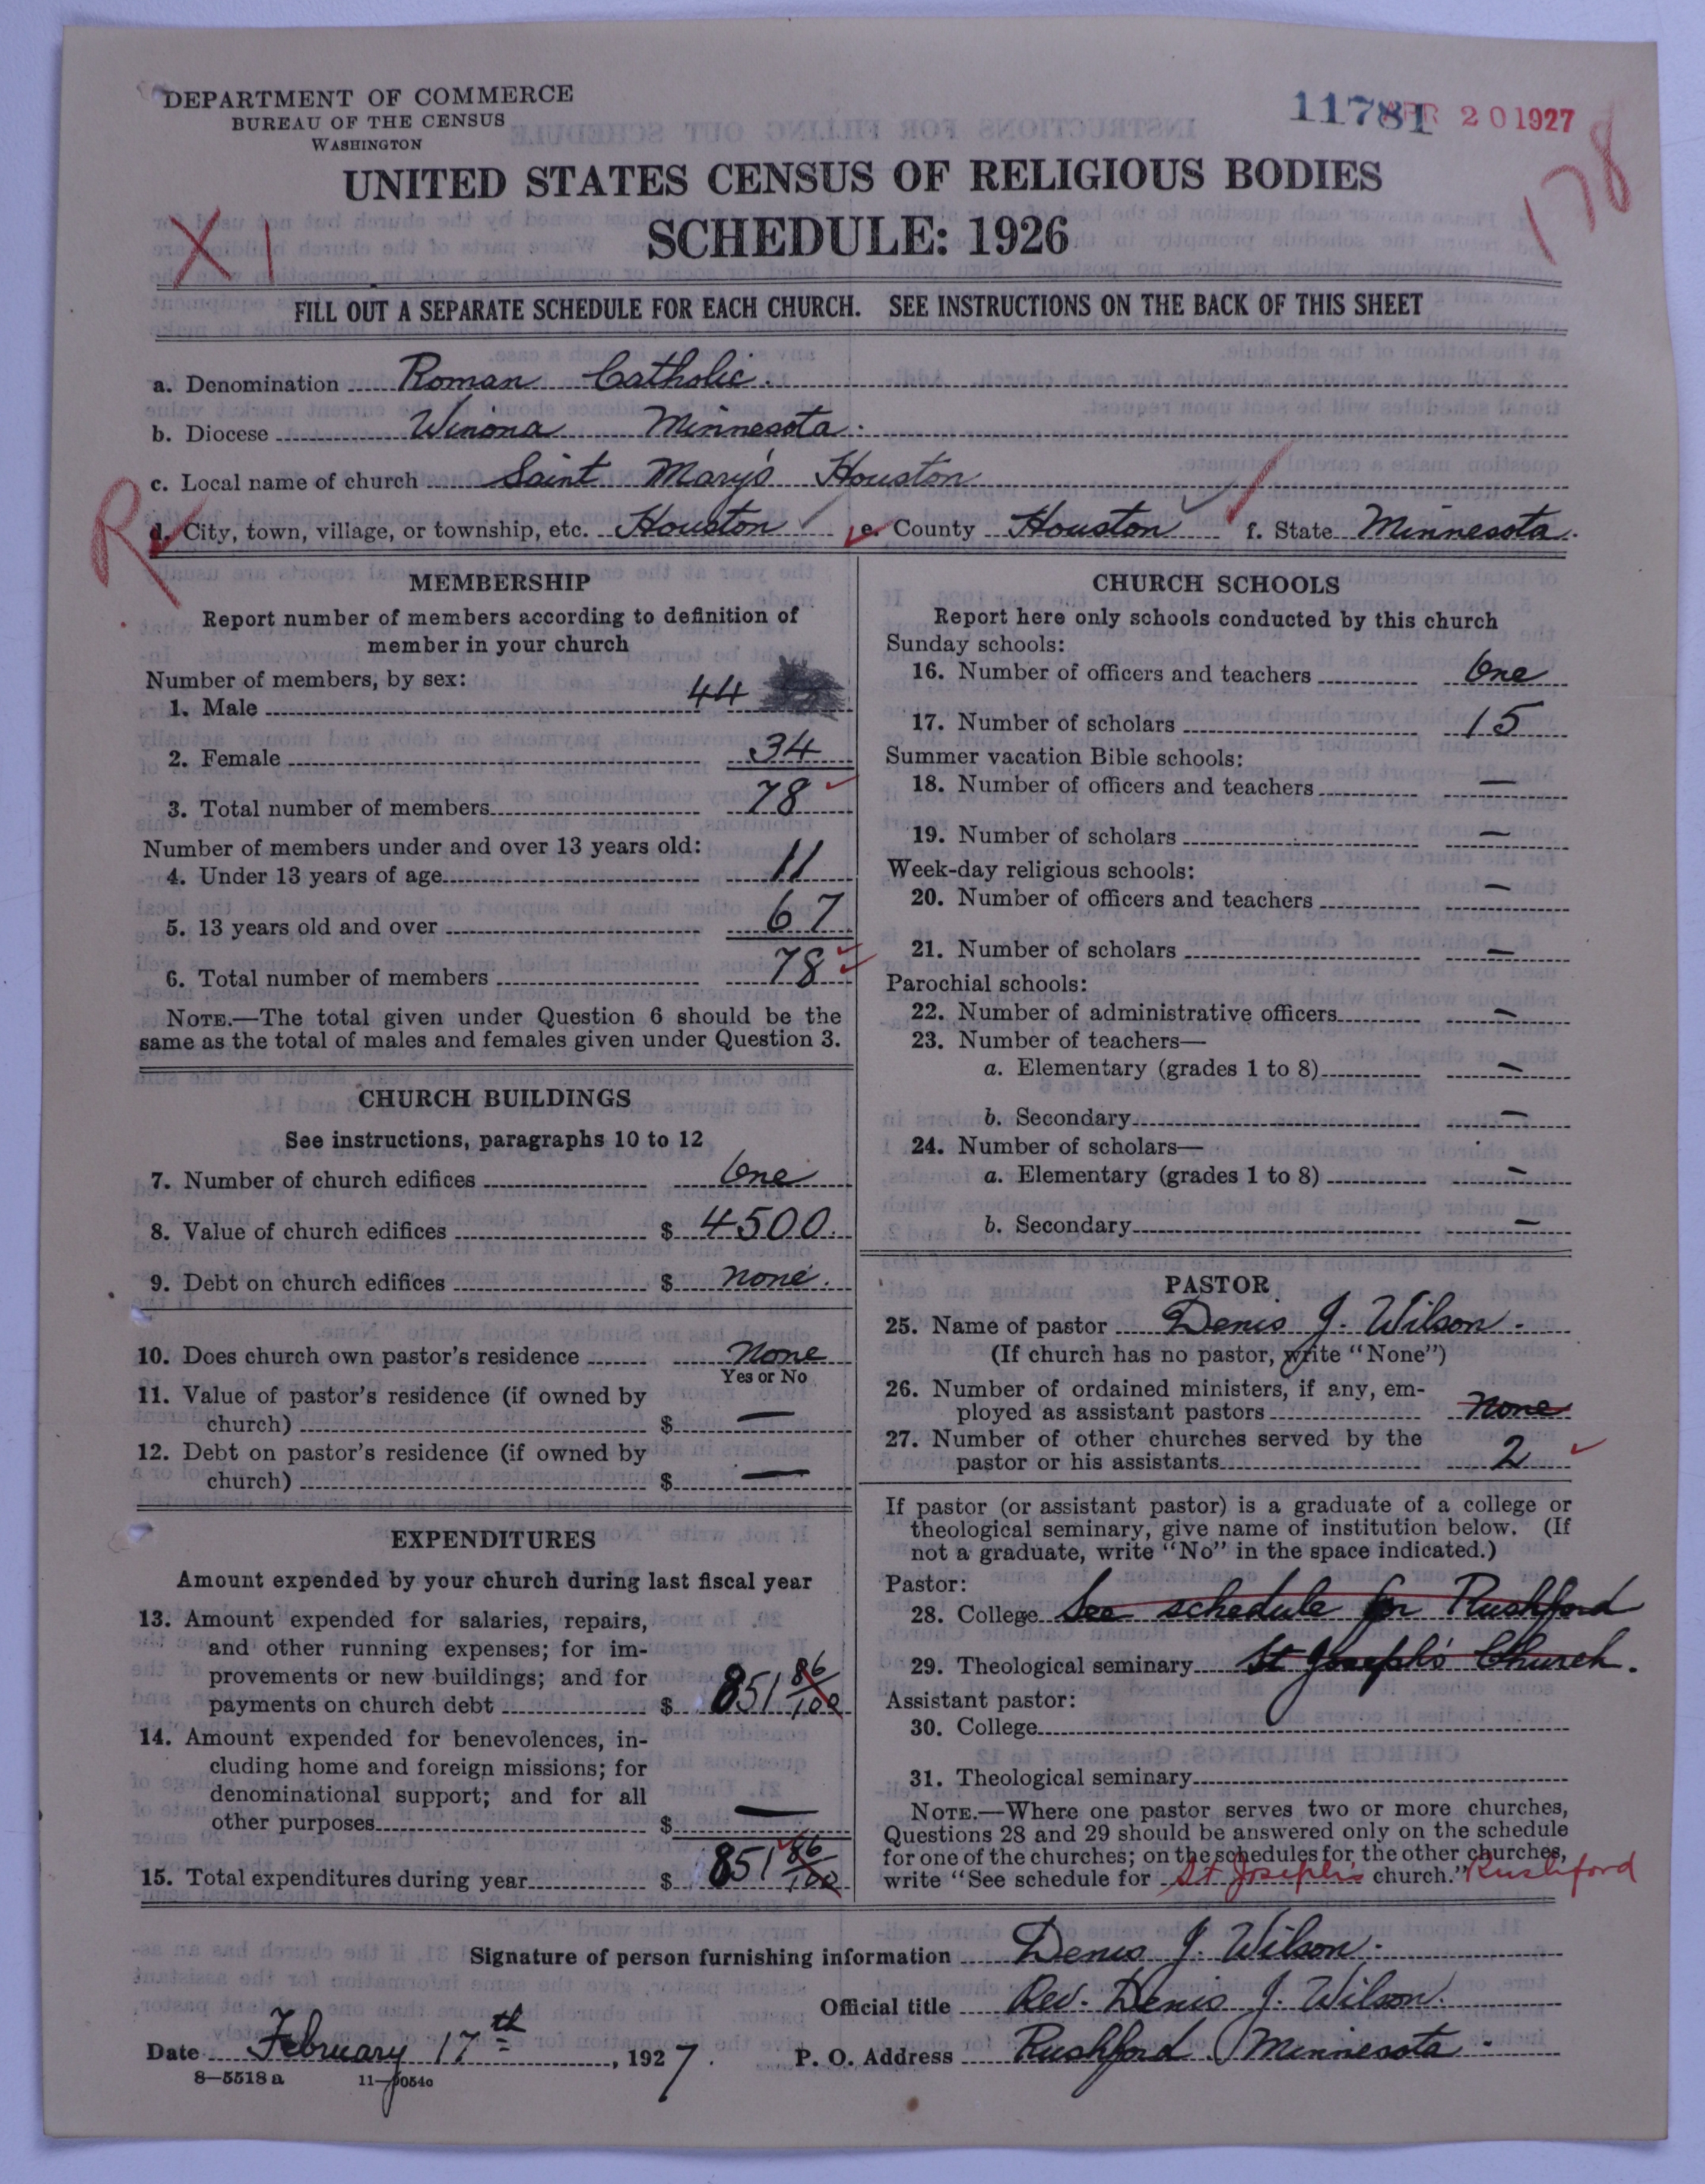 DEPARTMENT OF COMMERCE
BUREAU OF THE CENSUS
WASHINGTON
11781 APR 20 1927
178
UNITED STATES CENSUS OF RELIGIOUS BODIES
SCHEDULE: 1926
X 1
FILL OUT A SEPARATE SCHEDULE FOR EACH CHURCH. SEE INSTRUCTIONS ON THE BACK OF THIS SHEET
a. Denomination Roman Catholic.
b. Diocese Winona Minnesota.
c. Local name of church Saint Mary's Houston
R
d. City, town, village, or township, etc. Houston e. County Houston f. State Minnesota.
MEMBERSHIP
Report number of members according to definition of
member in your church
Number of members, by sex:
1. Male 44
2. Female 34
3. Total number of members 78
Number of members under and over 13 years old:
4. Under 13 years of age 11
5. 13 years old and over 67
6. Total number of members 78
NOTE.—The total given under Question 6 should be the
same as the total of males and females given under Question 3.
CHURCH BUILDINGS
See instructions, paragraphs 10 to 12
7. Number of church edifices One
8. Value of church edifices $ 4500.
9. Debt on church edifices $ none.
10. Does church own pastor's residence none
Yes or No
11. Value of pastor's residence (if owned by
church) $ —
12. Debt on pastor's residence (if owned by
church) $ —
EXPENDITURES
Amount expended by your church during last fiscal year
13. Amount expended for salaries, repairs,
and other running expenses; for im-
provements or new buildings; and for
payments on church debt $ 851 86/100
14. Amount expended for benevolences, in-
cluding home and foreign missions; for
denominational support; and for all
other purposes $ —
15. Total expenditures during year $ 851 86/100
CHURCH SCHOOLS
Report here only schools conducted by this church
Sunday schools:
16. Number of officers and teachers One
17. Number of scholars 15
Summer vacation Bible schools:
18. Number of officers and teachers —
19. Number of scholars —
Week-day religious schools:
20. Number of officers and teachers —
21. Number of scholars —
Parochial schools:
22. Number of administrative officers —
23. Number of teachers—
a. Elementary (grades 1 to 8) —
b. Secondary —
24. Number of scholars—
a. Elementary (grades 1 to 8) —
b. Secondary —
PASTOR
25. Name of pastor Denis J. Wilson.
(If church has no pastor, write "None")
26. Number of ordained ministers, if any, em-
ployed as assistant pastors none
27. Number of other churches served by the
pastor or his assistants 2
If pastor (or assistant pastor) is a graduate of a college or
theological seminary, give name of institution below. (If
not a graduate, write "No" in the space indicated.)
Pastor:
28. College See schedule for Rushford
29. Theological seminary St Joseph's Church.
Assistant pastor:
30. College
31. Theological seminary
NOTE.—Where one pastor serves two or more churches,
Questions 28 and 29 should be answered only on the schedule
for one of the churches; on the schedules for the other churches,
write "See schedule for St Joseph's church." Rushford
Signature of person furnishing information Denis J. Wilson.
Official title Rev. Denis J. Wilson.
Date February 17th, 1927. P. O. Address Rushford Minnesota.
8—5518 a